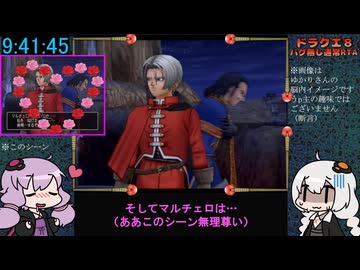 9:41:45
ドラクエ8
バグ無し通常RTA
※画像は
ゆかりさんの
脳内イメージです
うp主の趣味では
ございません
(断言)
※このシーン
そしてマルチェロは…
(ああこのシーン無理尊い)